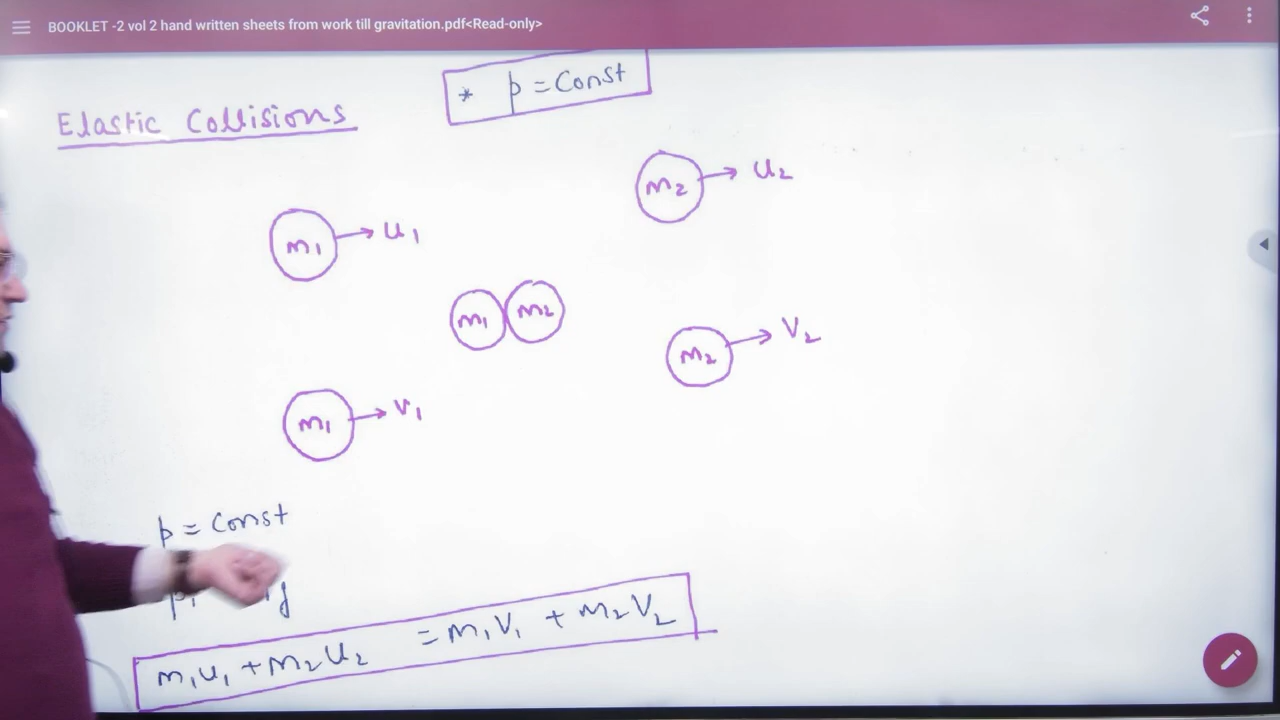 BOOKLET -2 vol 2 hand written sheets from work till gravitation.pdf<Read-only>
* p = Const
Elastic Collisions
m₂ → u₂
m₁ → u₁
m₁ m₂
m₂ → V₂
m₁ → V₁
p = Const
m₁u₁ + m₂u₂ = m₁V₁ + m₂V₂